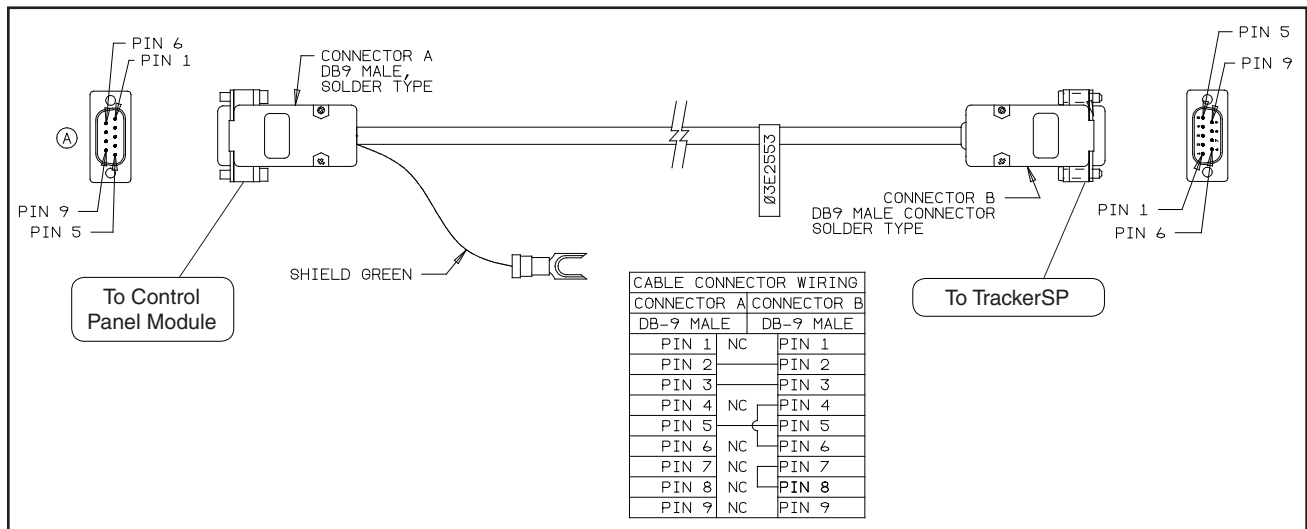 PIN 6
PIN 1
CONNECTOR A
DB9 MALE,
SOLDER TYPE
A
PIN 9
PIN 5
To Control
Panel Module
SHIELD GREEN
Ø3E2553
CONNECTOR B
DB9 MALE CONNECTOR
SOLDER TYPE
PIN 5
PIN 9
PIN 1
PIN 6
To TrackerSP
CABLE CONNECTOR WIRING
CONNECTOR A CONNECTOR B
DB-9 MALE DB-9 MALE
PIN 1 NC PIN 1
PIN 2 PIN 2
PIN 3 PIN 3
PIN 4 NC PIN 4
PIN 5 PIN 5
PIN 6 NC PIN 6
PIN 7 NC PIN 7
PIN 8 NC PIN 8
PIN 9 NC PIN 9